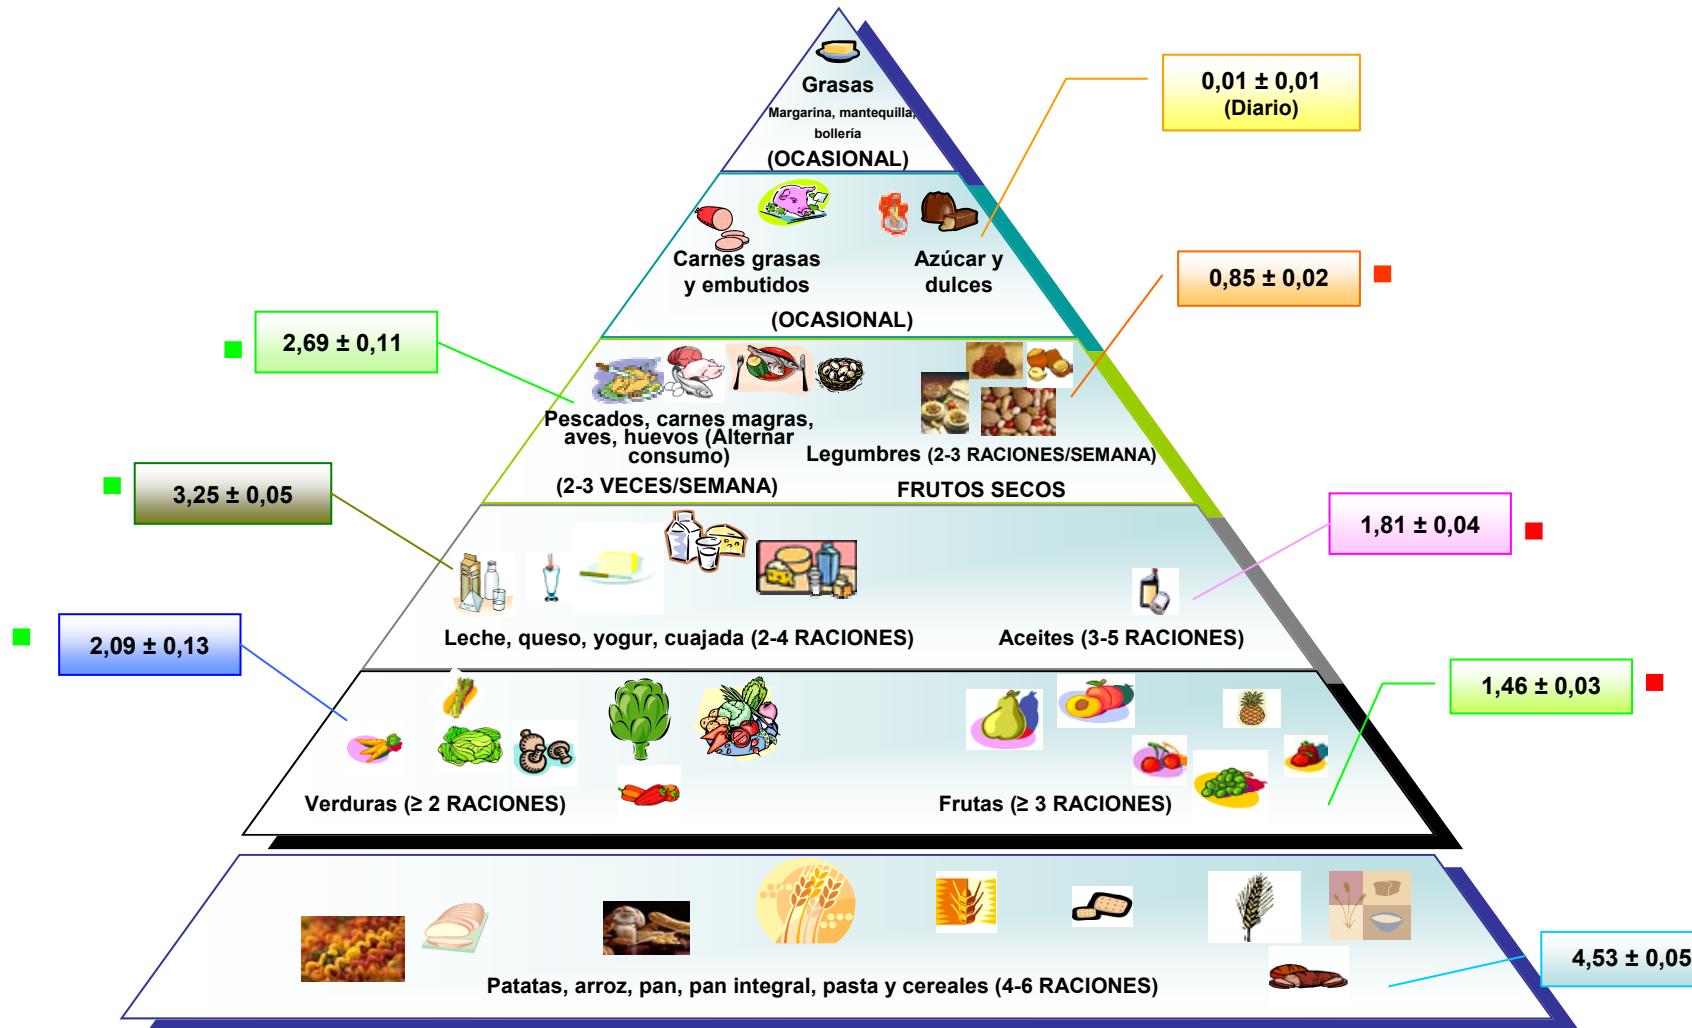 Grasas
Margarina, mantequilla,
bollería
(OCASIONAL)
0,01 ± 0,01
(Diario)
Carnes grasas
y embutidos
Azúcar y
dulces
(OCASIONAL)
0,85 ± 0,02
2,69 ± 0,11
Pescados, carnes magras,
aves, huevos (Alternar
consumo)
(2-3 VECES/SEMANA)
Legumbres (2-3 RACIONES/SEMANA)
FRUTOS SECOS
3,25 ± 0,05
1,81 ± 0,04
Leche, queso, yogur, cuajada (2-4 RACIONES)
Aceites (3-5 RACIONES)
2,09 ± 0,13
1,46 ± 0,03
Verduras (≥ 2 RACIONES)
Frutas (≥ 3 RACIONES)
4,53 ± 0,05
Patatas, arroz, pan, pan integral, pasta y cereales (4-6 RACIONES)